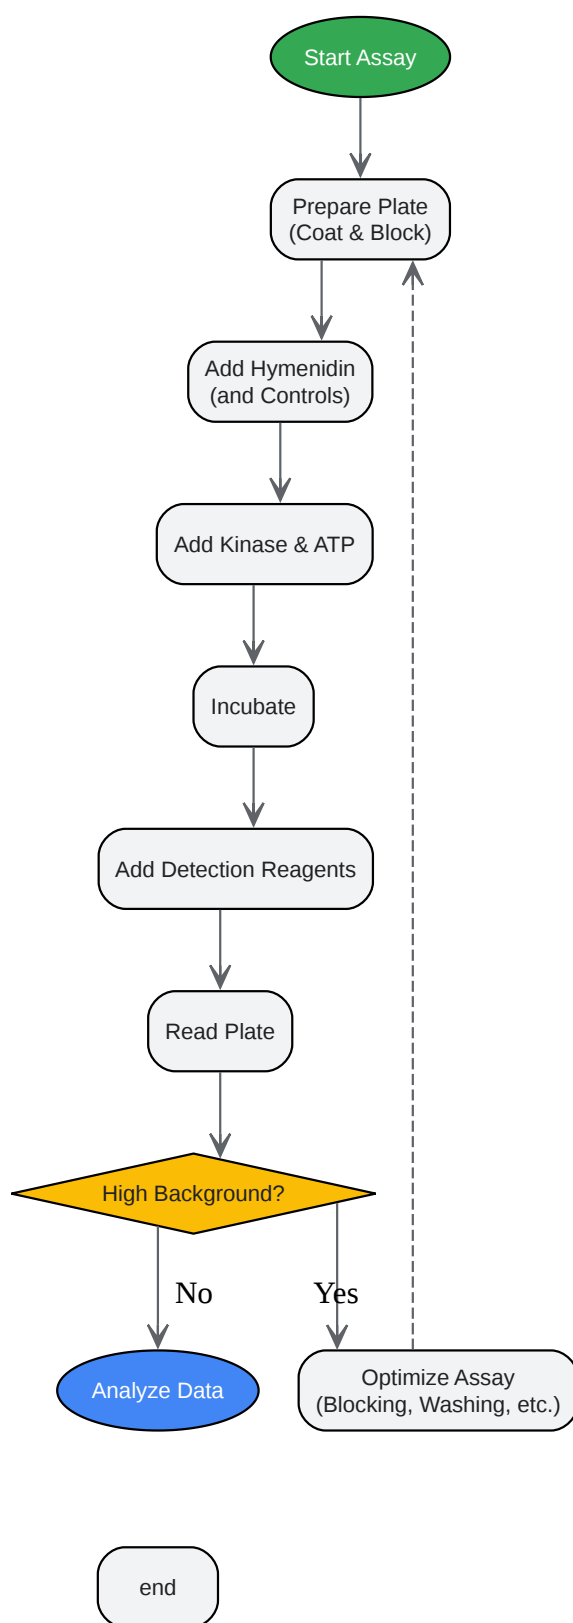 Start Assay
Prepare Plate
(Coat & Block)
Add Hymenidin
(and Controls)
Add Kinase & ATP
Incubate
Add Detection Reagents
Read Plate
High Background?
No
Yes
Analyze Data
Optimize Assay
(Blocking, Washing, etc.)
end